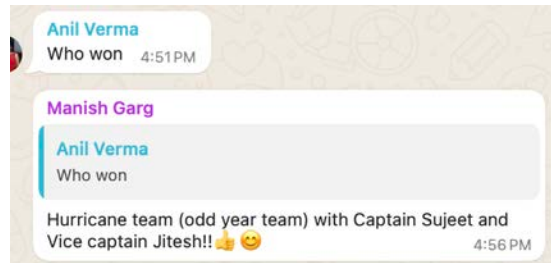 Anil Verma
Who won 4:51 PM
Manish Garg
Anil Verma
Who won
Hurricane team (odd year team) with Captain Sujeet and
Vice captain Jitesh!!👍😊 4:56 PM